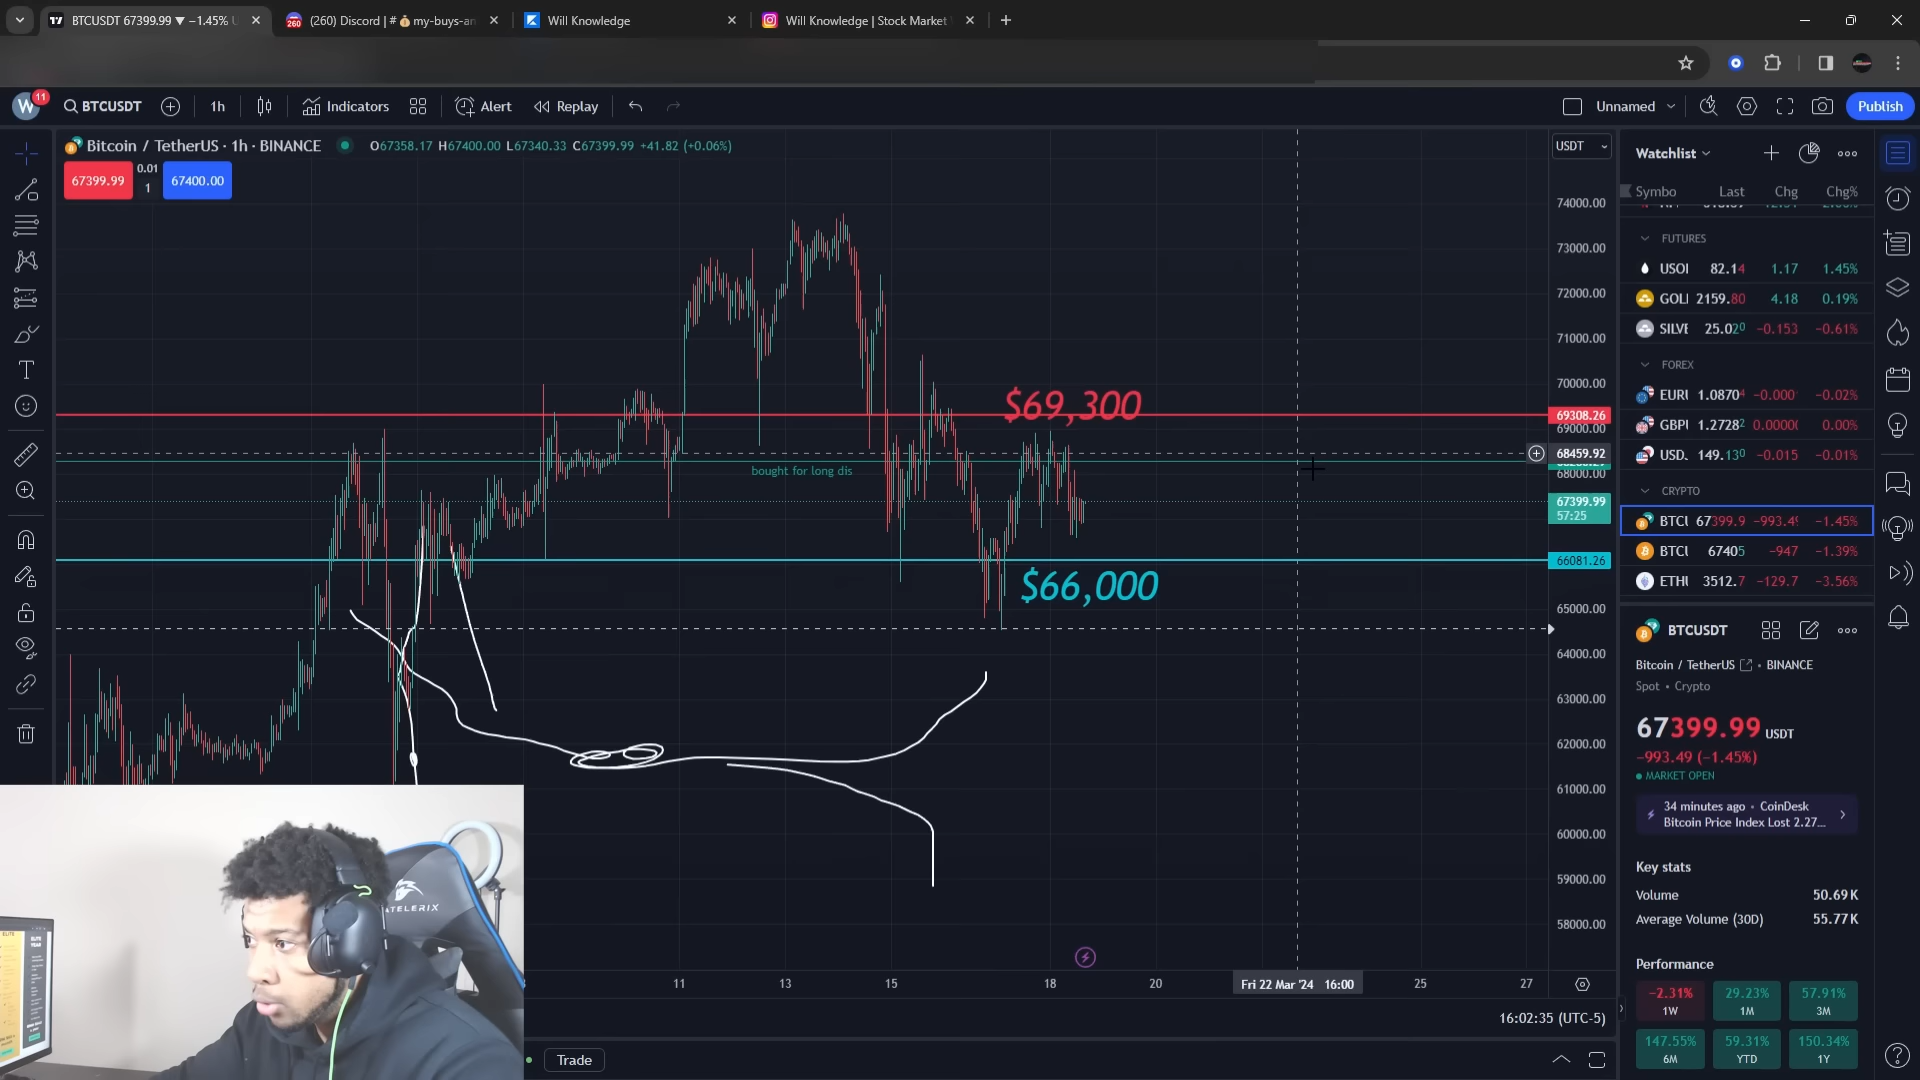 BTCUSDT 67399.99 ▼ −1.45% U
(260) Discord | # 💰my-buys-an
Will Knowledge
Will Knowledge | Stock Market
W 11
BTCUSDT
1h
Indicators
Alert
Replay
Unnamed
Publish
Bitcoin / TetherUS · 1h · BINANCE
O67358.17 H67400.00 L67340.33 C67399.99 +41.82 (+0.06%)
67399.99
0.01
1
67400.00
USDT
74000.00
73000.00
72000.00
71000.00
70000.00
69308.26
69000.00
68459.92
68000.00
67399.99
57:25
66081.26
65000.00
64000.00
63000.00
62000.00
61000.00
60000.00
59000.00
58000.00
$69,300
bought for long dis
$66,000
11
13
15
18
20
Fri 22 Mar '24 16:00
25
27
16:02:35 (UTC-5)
Trade
Watchlist
Symbo Last Chg Chg%
FUTURES
USOI 82.14 1.17 1.45%
GOLI 2159.80 4.18 0.19%
SILVE 25.020 −0.153 −0.61%
FOREX
EURI 1.08704 −0.000 −0.02%
GBPI 1.27282 0.0000 0.00%
USD. 149.130 −0.015 −0.01%
CRYPTO
BTCI 67399.9 −993.4 −1.45%
BTCI 67405 −947 −1.39%
ETHI 3512.7 −129.7 −3.56%
BTCUSDT
Bitcoin / TetherUS • BINANCE
Spot • Crypto
67399.99 USDT
−993.49 (−1.45%)
MARKET OPEN
34 minutes ago • CoinDesk
Bitcoin Price Index Lost 2.27...
Key stats
Volume 50.69K
Average Volume (30D) 55.77K
Performance
−2.31% 29.23% 57.91%
1W 1M 3M
147.55% 59.31% 150.34%
6M YTD 1Y